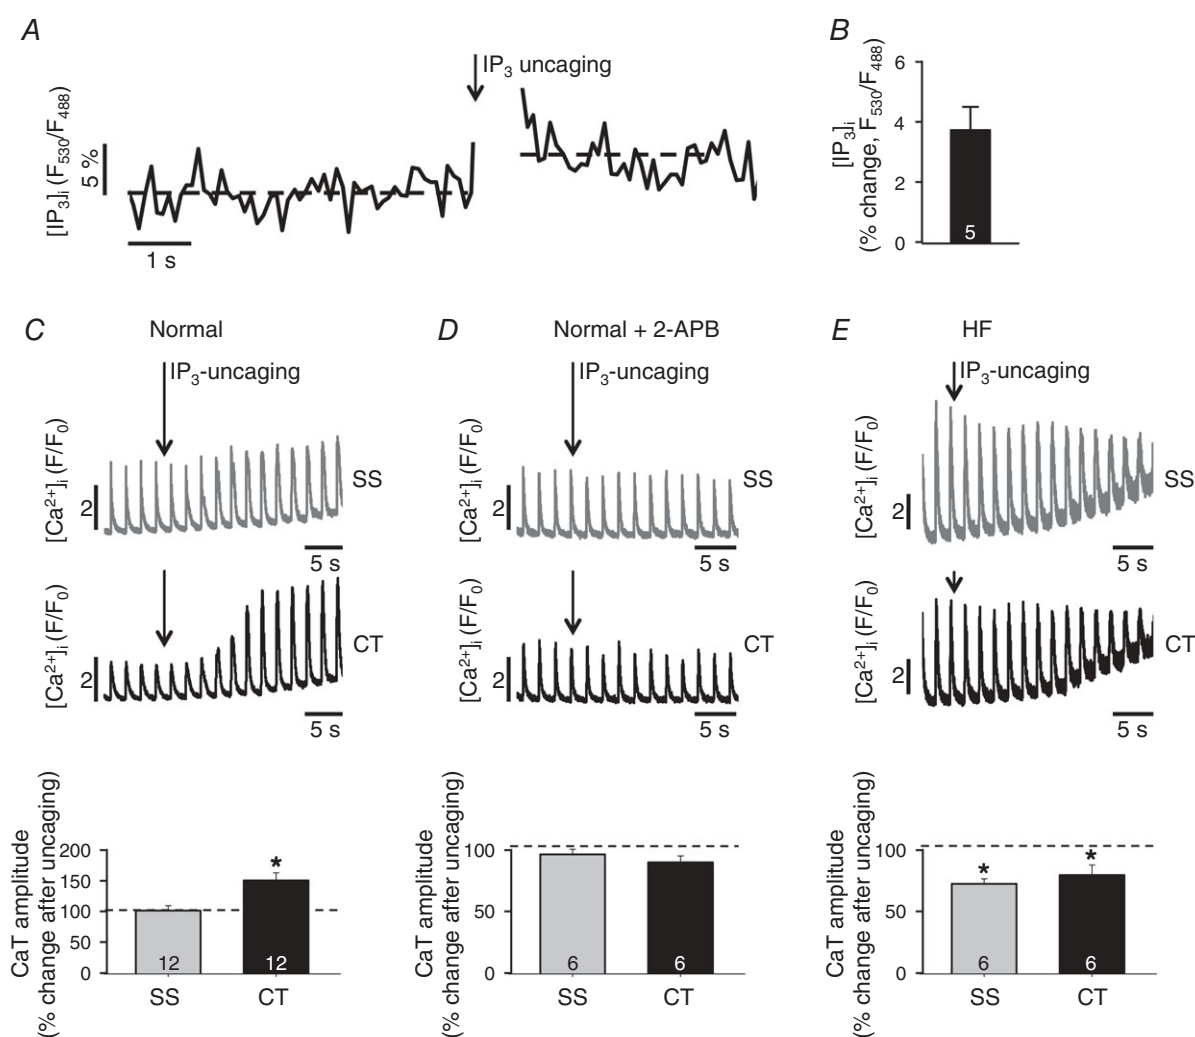 A
IP3 uncaging
[IP3]i (F530/F488)
5 %
1 s
B
[IP3]i
(% change, F530/F488)
6
4
2
0
5
C
Normal
IP3-uncaging
[Ca2+]i (F/F0)
2
SS
5 s
[Ca2+]i (F/F0)
2
CT
5 s
CaT amplitude
(% change after uncaging)
200
150
100
50
0
*
12
12
SS
CT
D
Normal + 2-APB
IP3-uncaging
[Ca2+]i (F/F0)
2
SS
5 s
[Ca2+]i (F/F0)
2
CT
5 s
CaT amplitude
(% change after uncaging)
100
50
0
6
6
SS
CT
E
HF
IP3-uncaging
[Ca2+]i (F/F0)
2
SS
5 s
[Ca2+]i (F/F0)
2
CT
5 s
CaT amplitude
(% change after uncaging)
100
50
0
*
*
6
6
SS
CT